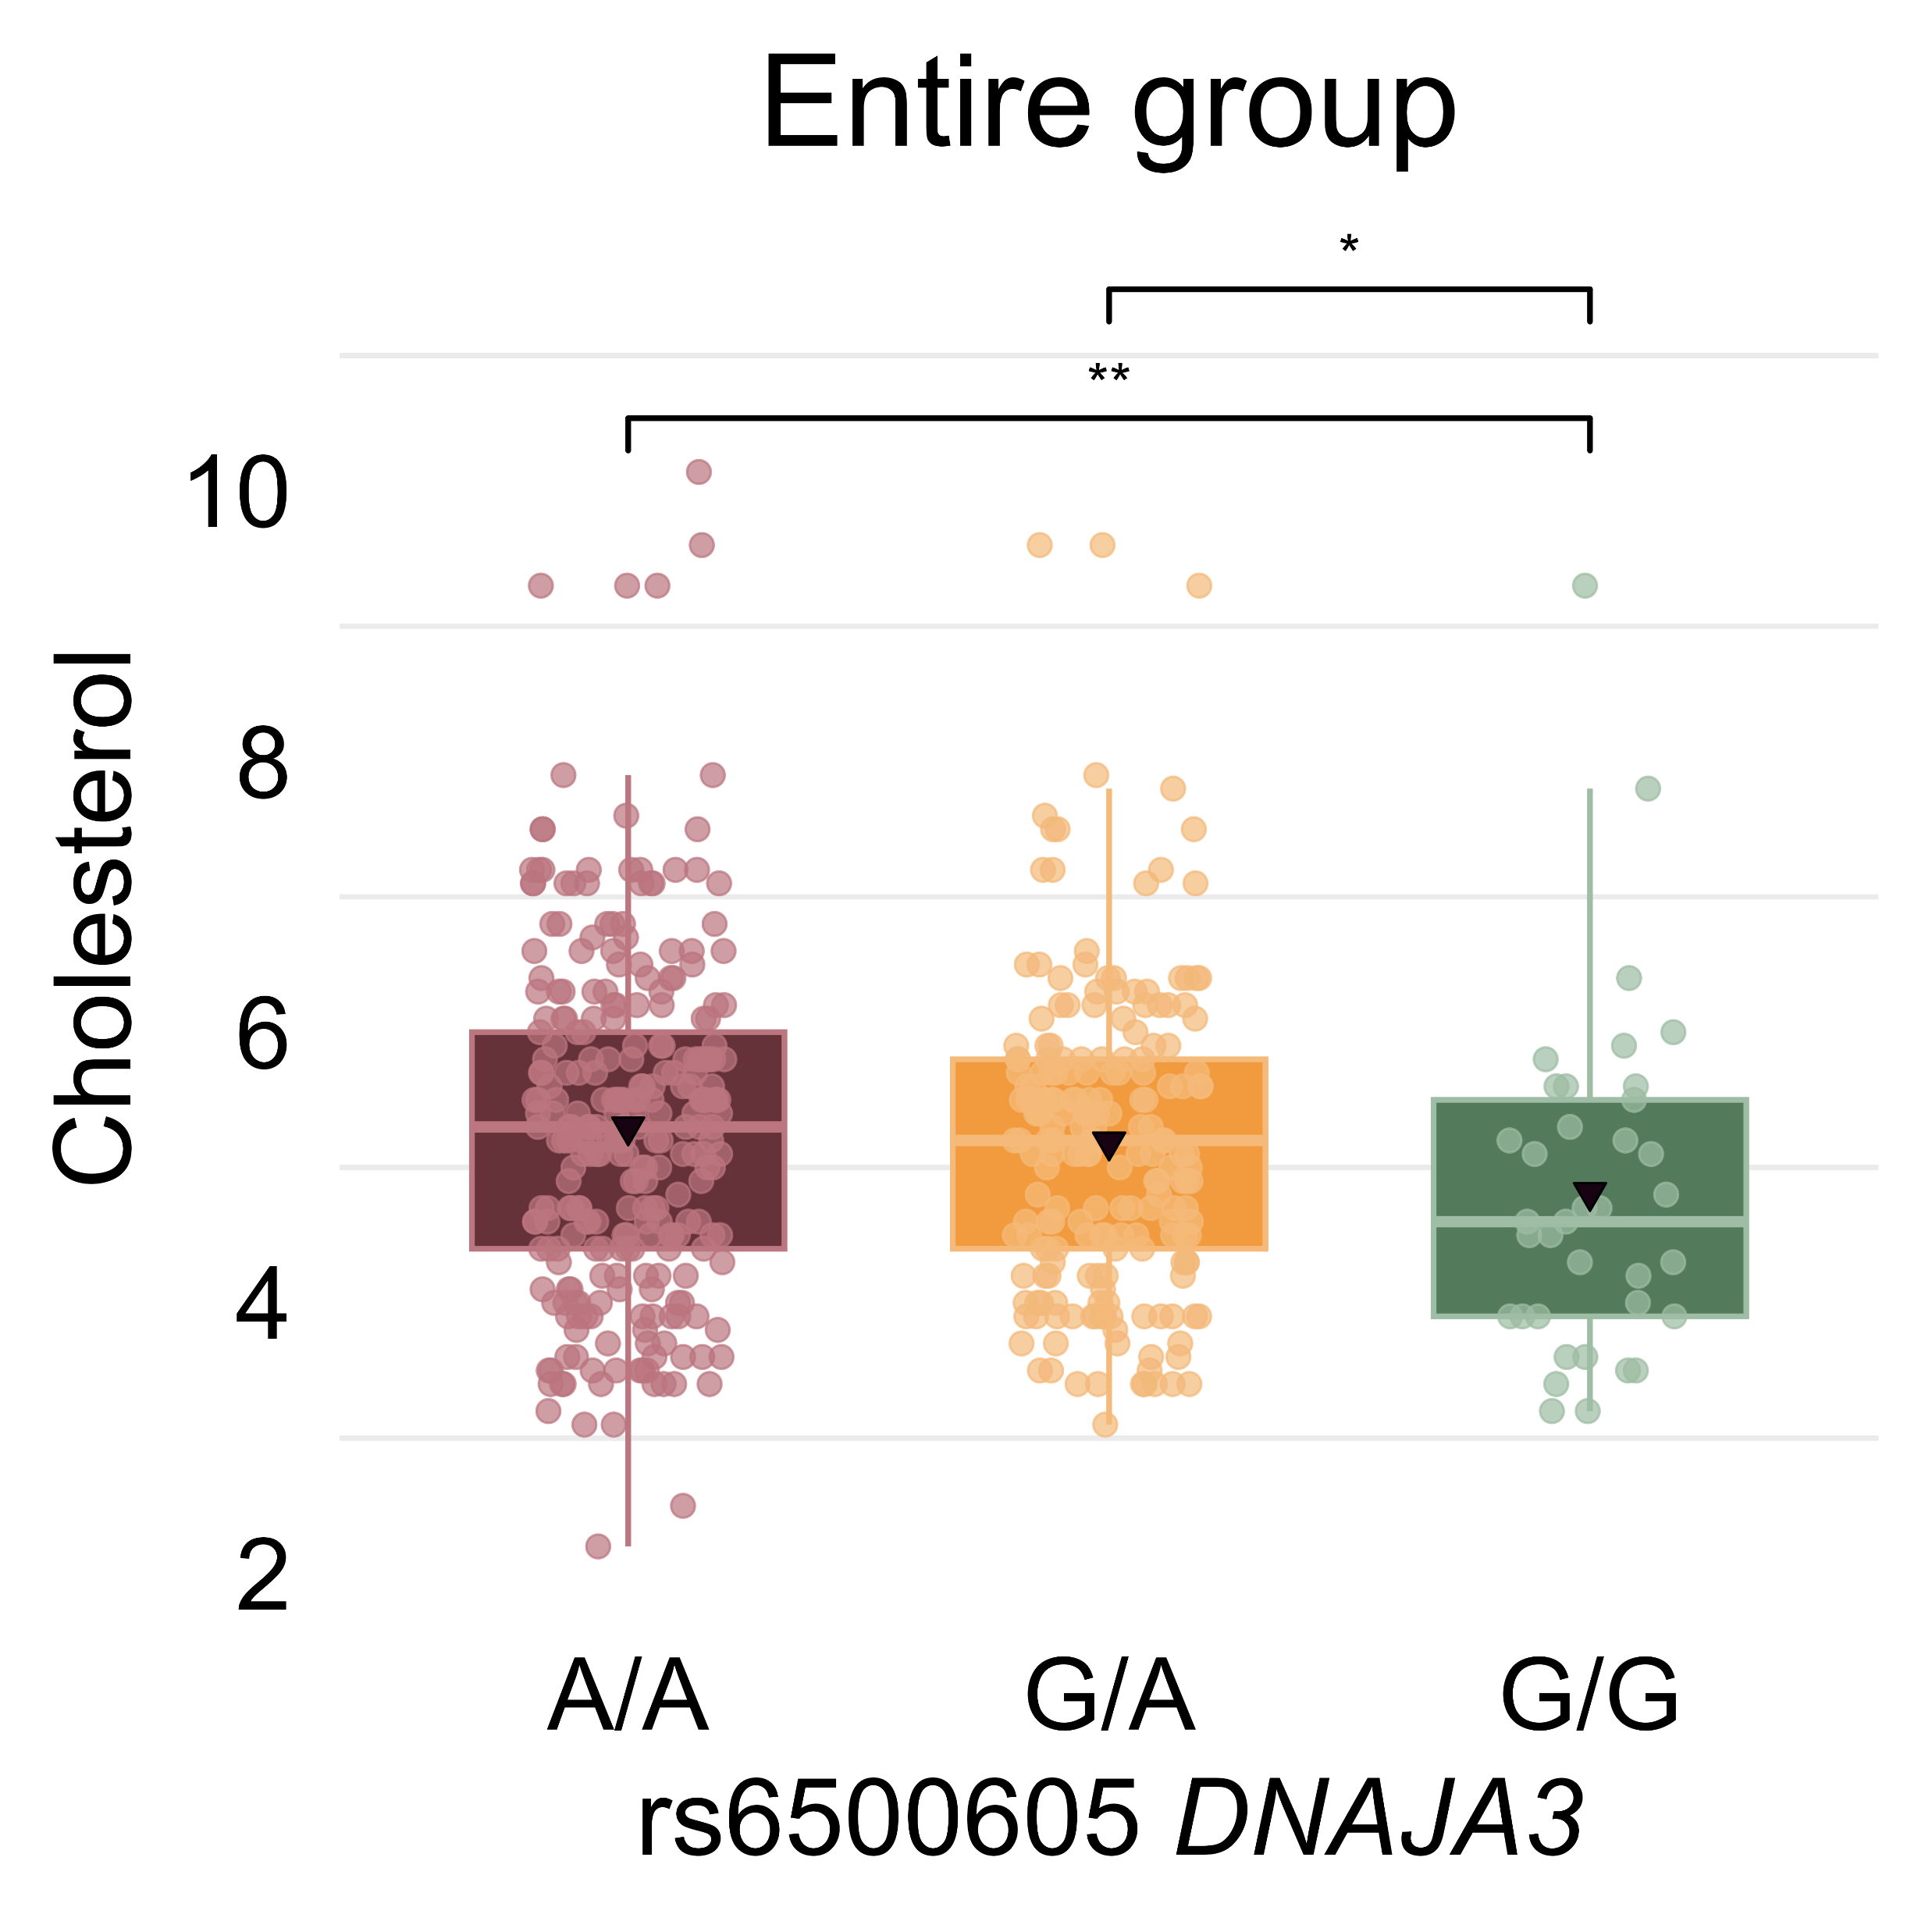 Entire group
*
**
10
8
6
4
2
Cholesterol
A/A G/A G/G
rs6500605 DNAJA3